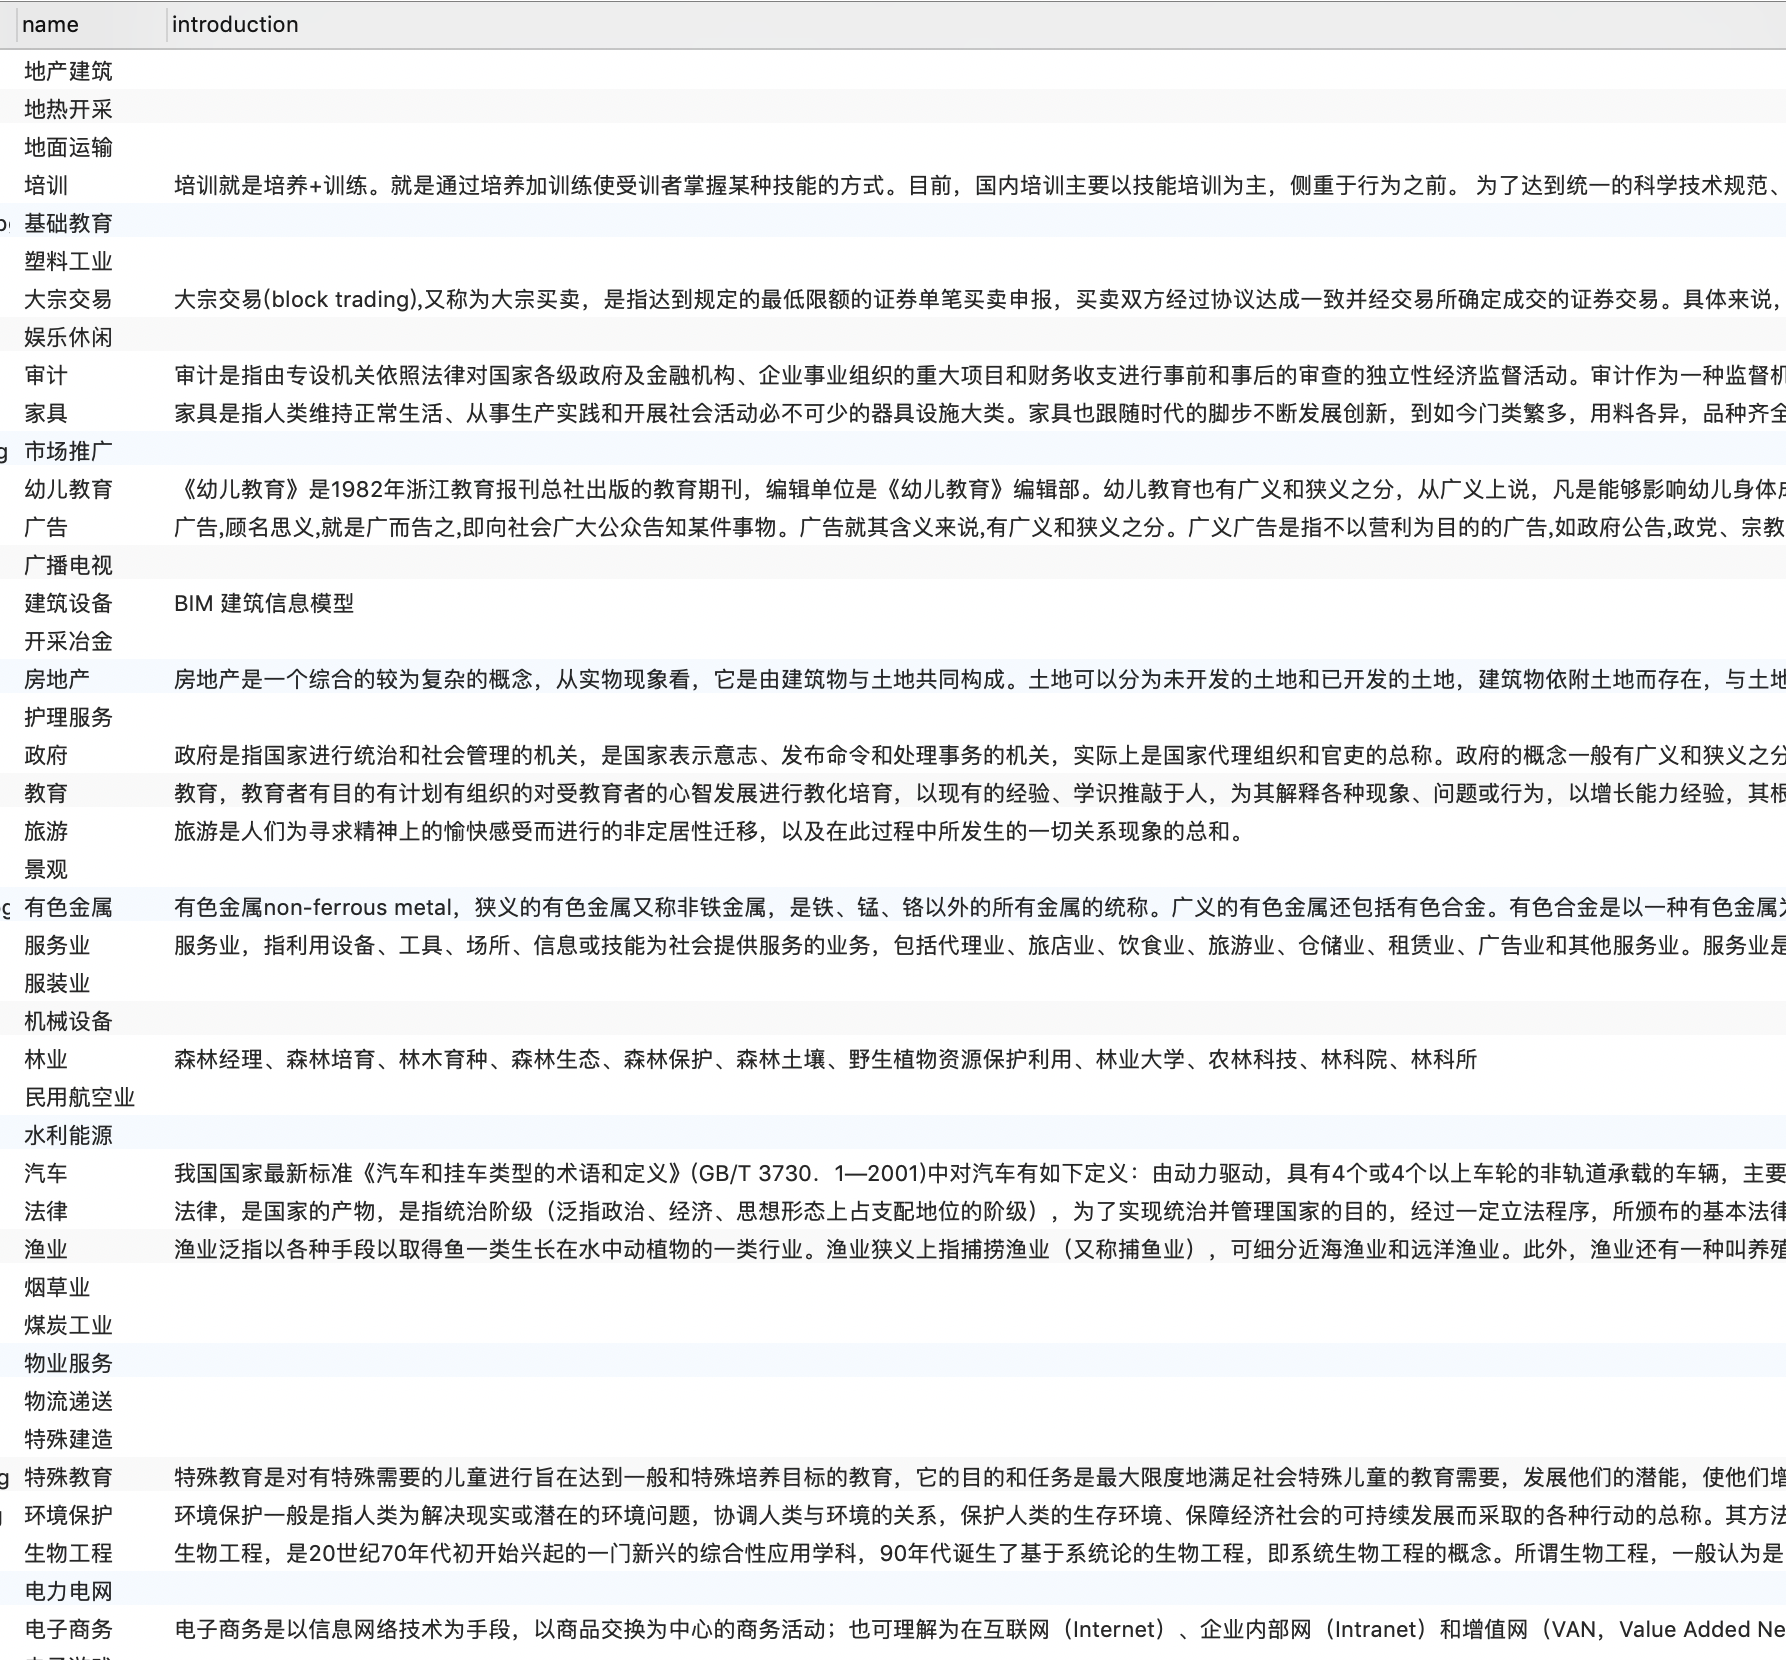 name introduction
地产建筑
地热开采
地面运输
培训 培训就是培养+训练。就是通过培养加训练使受训者掌握某种技能的方式。目前，国内培训主要以技能培训为主，侧重于行为之前。 为了达到统一的科学技术规范、
基础教育
塑料工业
大宗交易 大宗交易(block trading),又称为大宗买卖，是指达到规定的最低限额的证券单笔买卖申报，买卖双方经过协议达成一致并经交易所确定成交的证券交易。具体来说，
娱乐休闲
审计 审计是指由专设机关依照法律对国家各级政府及金融机构、企业事业组织的重大项目和财务收支进行事前和事后的审查的独立性经济监督活动。审计作为一种监督机
家具 家具是指人类维持正常生活、从事生产实践和开展社会活动必不可少的器具设施大类。家具也跟随时代的脚步不断发展创新，到如今门类繁多，用料各异，品种齐全
g 市场推广
幼儿教育 《幼儿教育》是1982年浙江教育报刊总社出版的教育期刊，编辑单位是《幼儿教育》编辑部。幼儿教育也有广义和狭义之分，从广义上说，凡是能够影响幼儿身体成
广告 广告,顾名思义,就是广而告之,即向社会广大公众告知某件事物。广告就其含义来说,有广义和狭义之分。广义广告是指不以营利为目的的广告,如政府公告,政党、宗教
广播电视
建筑设备 BIM 建筑信息模型
开采冶金
房地产 房地产是一个综合的较为复杂的概念，从实物现象看，它是由建筑物与土地共同构成。土地可以分为未开发的土地和已开发的土地，建筑物依附土地而存在，与土地
护理服务
政府 政府是指国家进行统治和社会管理的机关，是国家表示意志、发布命令和处理事务的机关，实际上是国家代理组织和官吏的总称。政府的概念一般有广义和狭义之分
教育 教育，教育者有目的有计划有组织的对受教育者的心智发展进行教化培育，以现有的经验、学识推敲于人，为其解释各种现象、问题或行为，以增长能力经验，其根
旅游 旅游是人们为寻求精神上的愉快感受而进行的非定居性迁移，以及在此过程中所发生的一切关系现象的总和。
景观
有色金属 有色金属non-ferrous metal，狭义的有色金属又称非铁金属，是铁、锰、铬以外的所有金属的统称。广义的有色金属还包括有色合金。有色合金是以一种有色金属为
服务业 服务业，指利用设备、工具、场所、信息或技能为社会提供服务的业务，包括代理业、旅店业、饮食业、旅游业、仓储业、租赁业、广告业和其他服务业。服务业是
服装业
机械设备
林业 森林经理、森林培育、林木育种、森林生态、森林保护、森林土壤、野生植物资源保护利用、林业大学、农林科技、林科院、林科所
民用航空业
水利能源
汽车 我国国家最新标准《汽车和挂车类型的术语和定义》(GB/T 3730．1—2001)中对汽车有如下定义：由动力驱动，具有4个或4个以上车轮的非轨道承载的车辆，主要
法律 法律，是国家的产物，是指统治阶级（泛指政治、经济、思想形态上占支配地位的阶级），为了实现统治并管理国家的目的，经过一定立法程序，所颁布的基本法律
渔业 渔业泛指以各种手段以取得鱼一类生长在水中动植物的一类行业。渔业狭义上指捕捞渔业（又称捕鱼业），可细分近海渔业和远洋渔业。此外，渔业还有一种叫养殖
烟草业
煤炭工业
物业服务
物流递送
特殊建造
g 特殊教育 特殊教育是对有特殊需要的儿童进行旨在达到一般和特殊培养目标的教育，它的目的和任务是最大限度地满足社会特殊儿童的教育需要，发展他们的潜能，使他们增
环境保护 环境保护一般是指人类为解决现实或潜在的环境问题，协调人类与环境的关系，保护人类的生存环境、保障经济社会的可持续发展而采取的各种行动的总称。其方法
生物工程 生物工程，是20世纪70年代初开始兴起的一门新兴的综合性应用学科，90年代诞生了基于系统论的生物工程，即系统生物工程的概念。所谓生物工程，一般认为是
电力电网
电子商务 电子商务是以信息网络技术为手段，以商品交换为中心的商务活动；也可理解为在互联网（Internet）、企业内部网（Intranet）和增值网（VAN，Value Added Ne